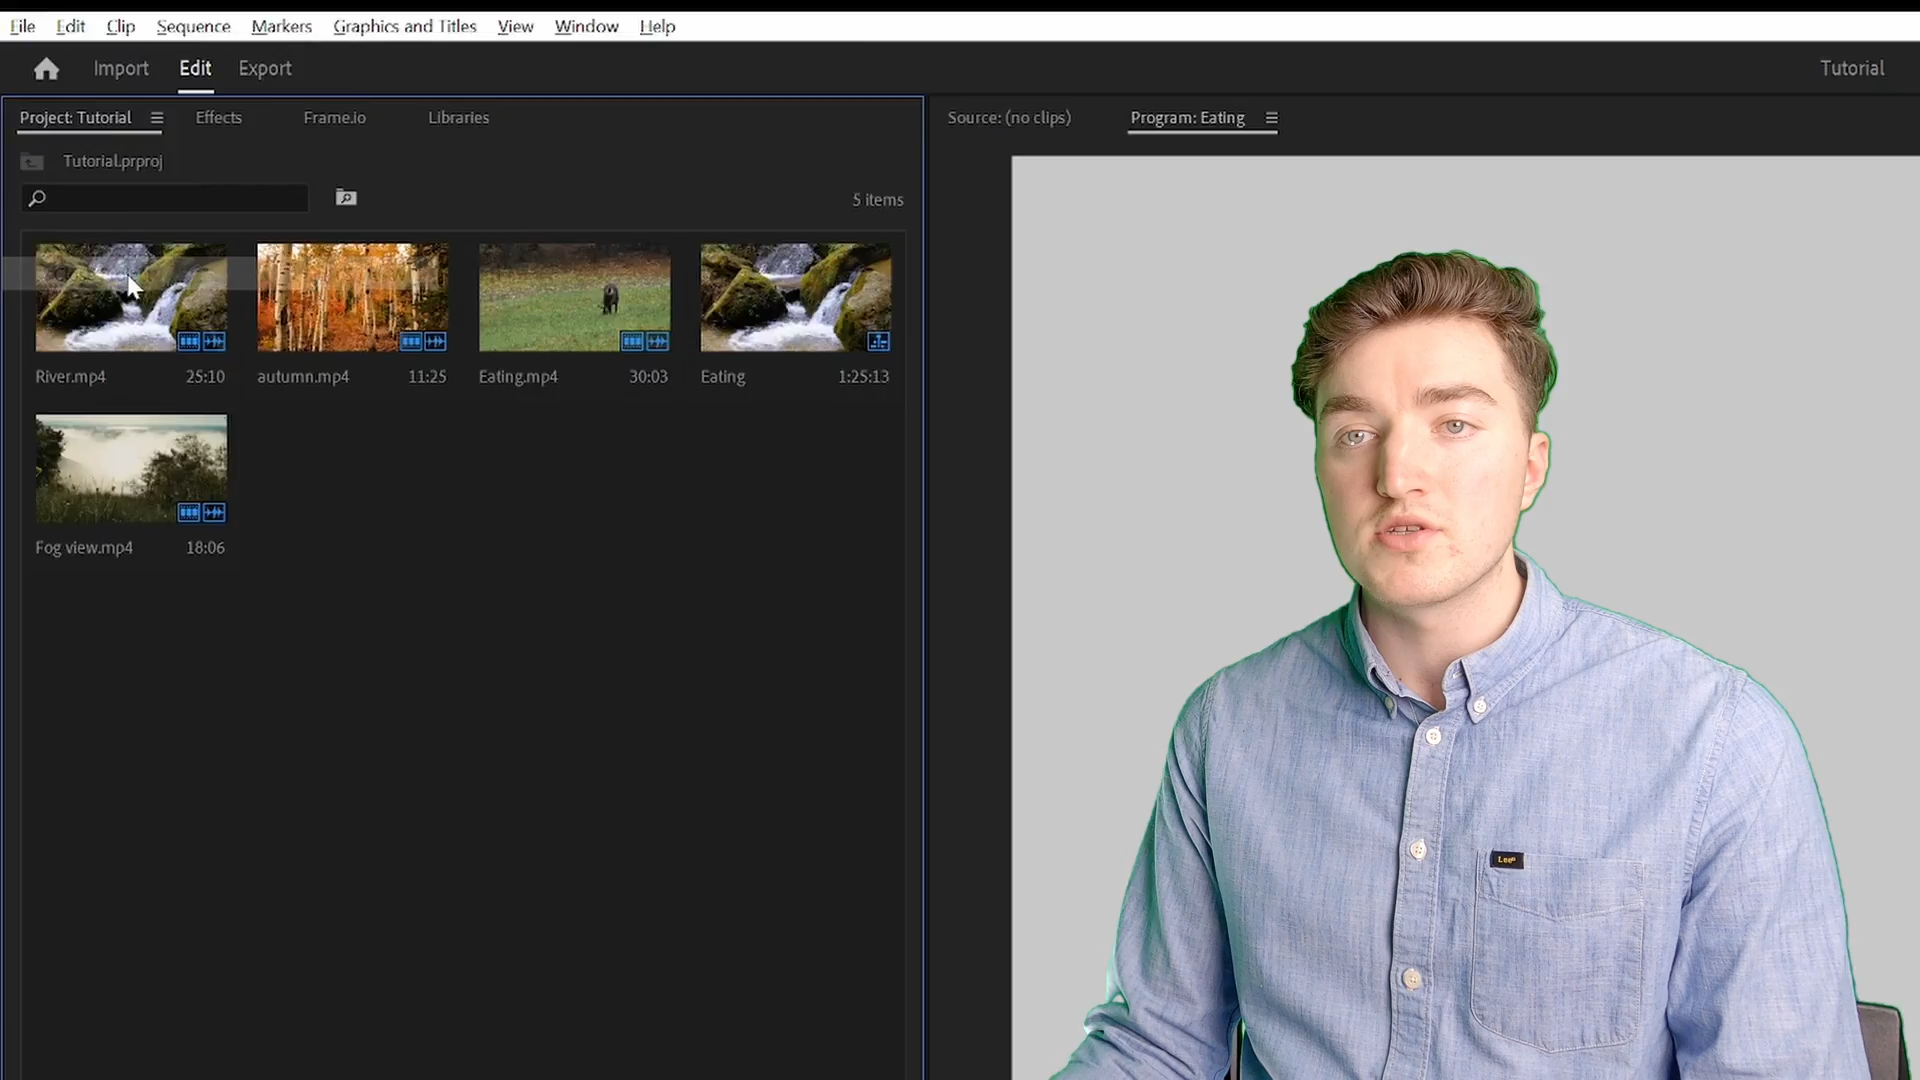 File Edit Clip Sequence Markers Graphics and Titles View Window Help
Import Edit Export Tutorial
Project: Tutorial Effects Frame.io Libraries
Source: (no clips) Program: Eating
Tutorial.prproj
5 items
River.mp4 25:10
autumn.mp4 11:25
Eating.mp4 30:03
Eating 1:25:13
Fog view.mp4 18:06
Lee